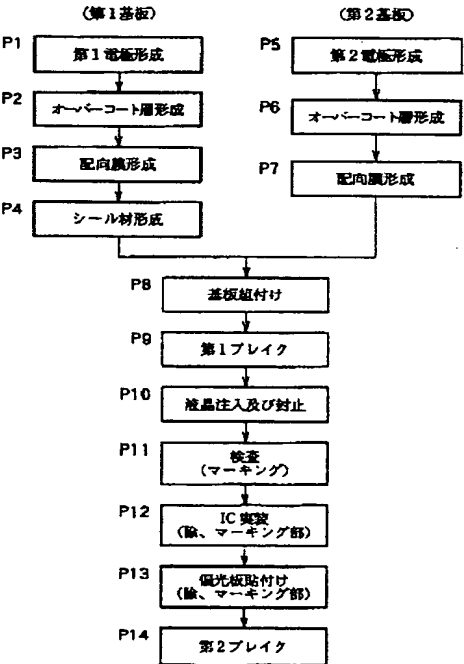 (第1基板)
P1 第1電極形成
P2 オーバーコート層形成
P3 配向膜形成
P4 シール材形成
(第2基板)
P5 第2電極形成
P6 オーバーコート層形成
P7 配向膜形成
P8 基板組付け
P9 第1ブレイク
P10 液晶注入及び封止
P11 検査
(マーキング)
P12 IC実装
(除、マーキング部)
P13 偏光板貼付け
(除、マーキング部)
P14 第2ブレイク